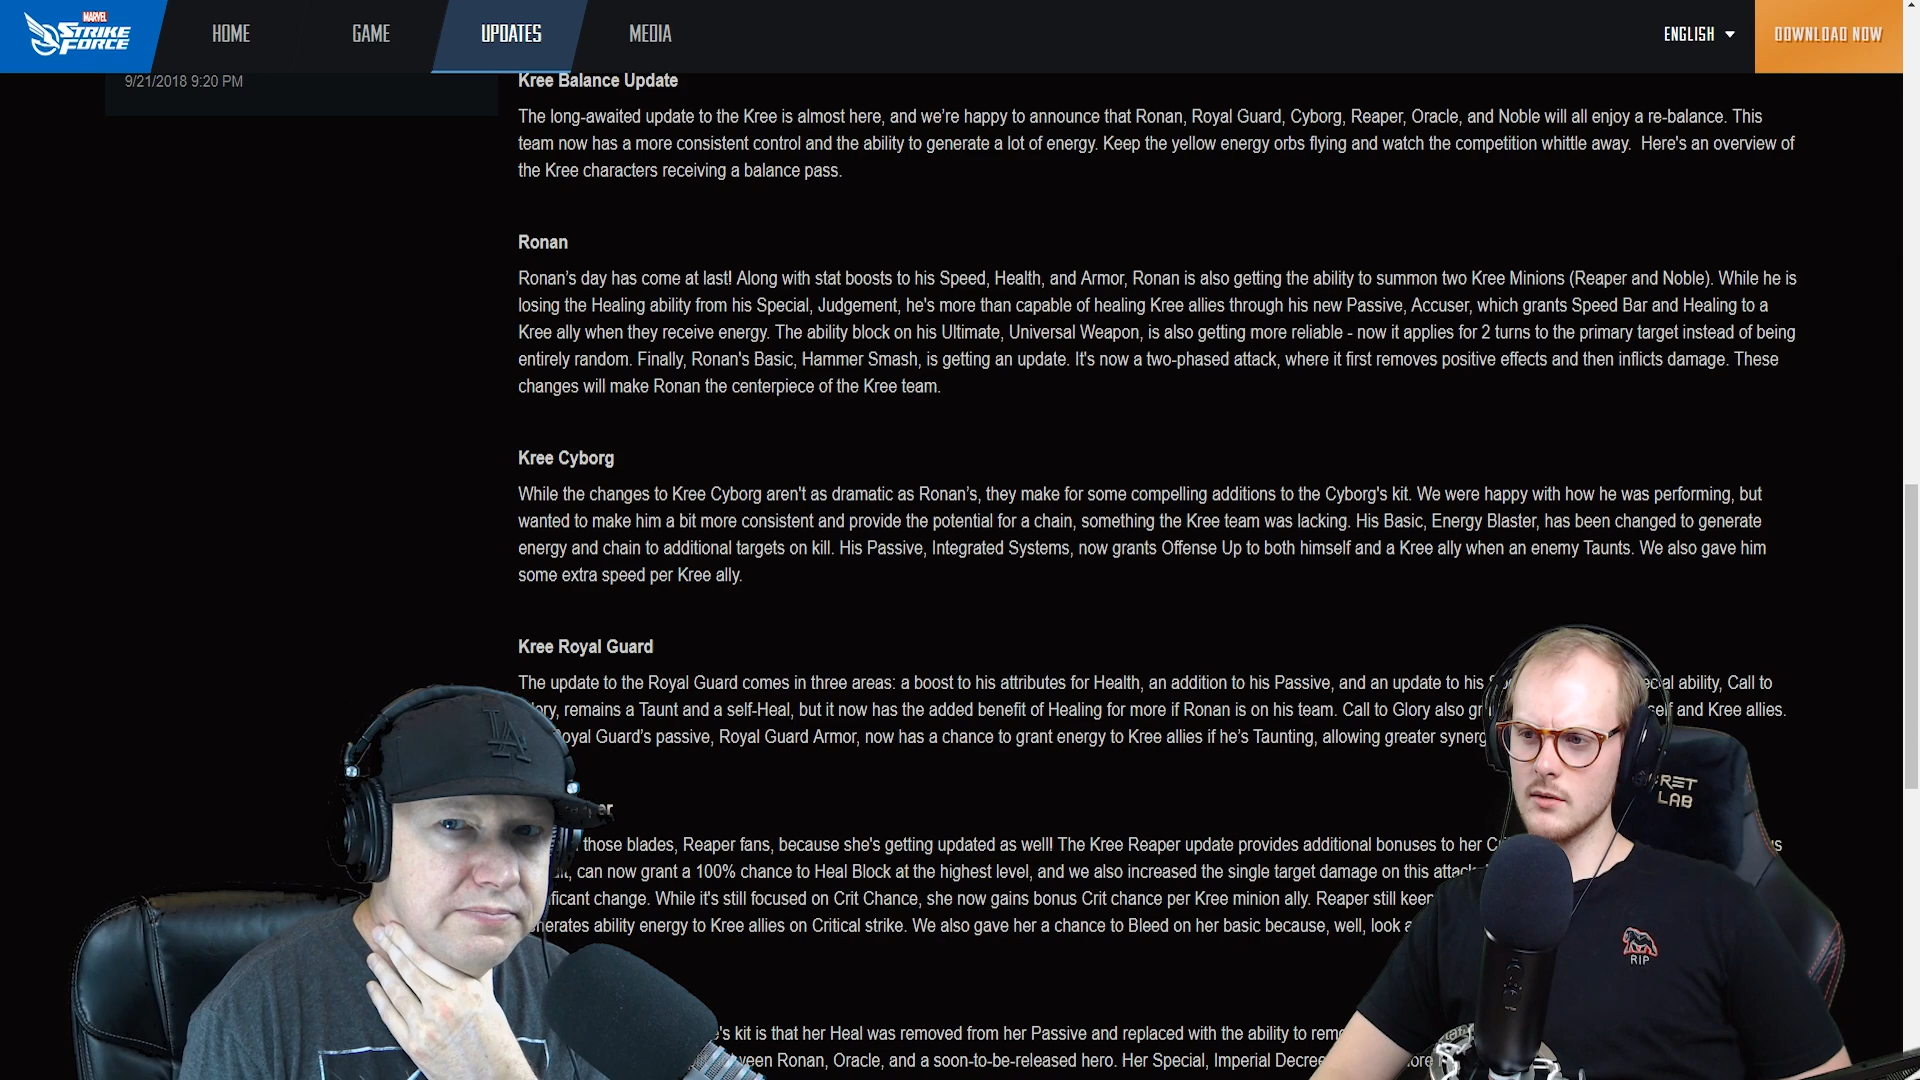 MARVEL
STRIKE
FORCE
HOME
GAME
UPDATES
MEDIA
ENGLISH
DOWNLOAD NOW
9/21/2018 9:20 PM
Kree Balance Update
The long-awaited update to the Kree is almost here, and we’re happy to announce that Ronan, Royal Guard, Cyborg, Reaper, Oracle, and Noble will all enjoy a re-balance. This
team now has a more consistent control and the ability to generate a lot of energy. Keep the yellow energy orbs flying and watch the competition whittle away.  Here's an overview of
the Kree characters receiving a balance pass.
Ronan
Ronan’s day has come at last! Along with stat boosts to his Speed, Health, and Armor, Ronan is also getting the ability to summon two Kree Minions (Reaper and Noble). While he is
losing the Healing ability from his Special, Judgement, he's more than capable of healing Kree allies through his new Passive, Accuser, which grants Speed Bar and Healing to a
Kree ally when they receive energy. The ability block on his Ultimate, Universal Weapon, is also getting more reliable - now it applies for 2 turns to the primary target instead of being
entirely random. Finally, Ronan's Basic, Hammer Smash, is getting an update. It's now a two-phased attack, where it first removes positive effects and then inflicts damage. These
changes will make Ronan the centerpiece of the Kree team.
Kree Cyborg
While the changes to Kree Cyborg aren't as dramatic as Ronan’s, they make for some compelling additions to the Cyborg's kit. We were happy with how he was performing, but
wanted to make him a bit more consistent and provide the potential for a chain, something the Kree team was lacking. His Basic, Energy Blaster, has been changed to generate
energy and chain to additional targets on kill. His Passive, Integrated Systems, now grants Offense Up to both himself and a Kree ally when an enemy Taunts. We also gave him
some extra speed per Kree ally.
Kree Royal Guard
The update to the Royal Guard comes in three areas: a boost to his attributes for Health, an addition to his Passive, and an update to his ability, Call to
remains a Taunt and a self-Heal, but it now has the added benefit of Healing for more if Ronan is on his team. Call to Glory also and Kree allies.
Guard’s passive, Royal Guard Armor, now has a chance to grant energy to Kree allies if he’s Taunting, allowing greater
those blades, Reaper fans, because she's getting updated as well! The Kree Reaper update provides additional bonuses to her
can now grant a 100% chance to Heal Block at the highest level, and we also increased the single target damage on this
change. While it's still focused on Crit Chance, she now gains bonus Crit chance per Kree minion ally. Reaper still
ability energy to Kree allies on Critical strike. We also gave her a chance to Bleed on her basic because, well, look
kit is that her Heal was removed from her Passive and replaced with the ability to
Ronan, Oracle, and a soon-to-be-released hero. Her Special, Imperial
LAB
LA
RIP